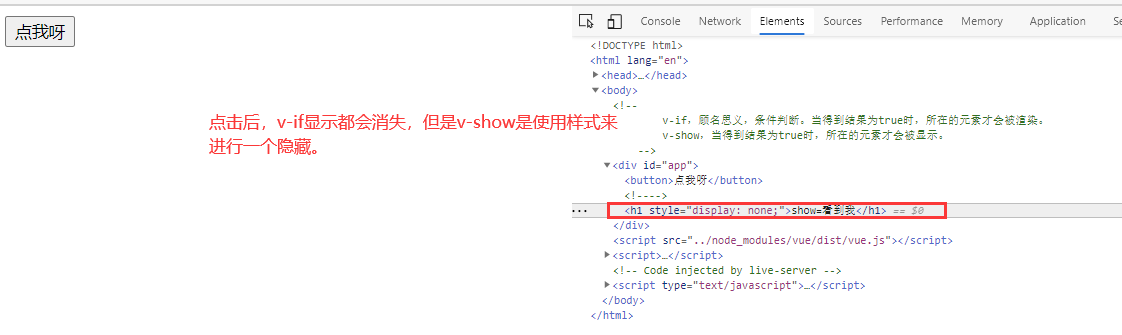 点我呀
点击后，v-if显示都会消失，但是v-show是使用样式来
进行一个隐藏。
Console Network Elements Sources Performance Memory Application Se
<!DOCTYPE html>
<html lang="en">
<head>…</head>
<body>
<!--
v-if，顾名思义，条件判断。当得到结果为true时，所在的元素才会被渲染。
v-show，当得到结果为true时，所在的元素才会被显示。
-->
<div id="app">
<button>点我呀</button>
<!---->
<h1 style="display: none;">show=看到我</h1> == $0
</div>
<script src="../node_modules/vue/dist/vue.js"></script>
<script>…</script>
<!-- Code injected by live-server -->
<script type="text/javascript">…</script>
</body>
</html>